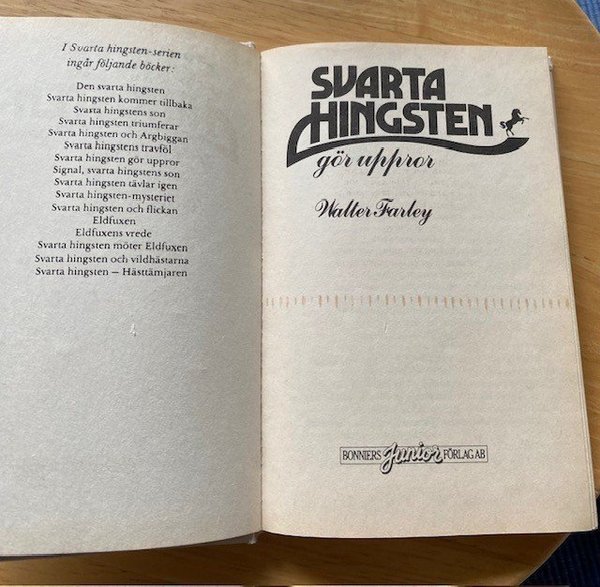 I Svarta hingsten-serien
ingår följande böcker:
Den svarta hingsten
Svarta hingsten kommer tillbaka
Svarta hingstens son
Svarta hingsten triumferar
Svarta hingsten och Argbiggan
Svarta hingstens travföl
Svarta hingsten gör uppror
Signal, svarta hingstens son
Svarta hingsten tävlar igen
Svarta hingsten-mysteriet
Svarta hingsten och flickan
Eldfuxen
Eldfuxens vrede
Svarta hingsten möter Eldfuxen
Svarta hingsten och vildhästarna
Svarta hingsten — Hästtämjaren
SVARTA
HINGSTEN
gör uppror
Walter Farley
BONNIERS Junior FÖRLAG AB